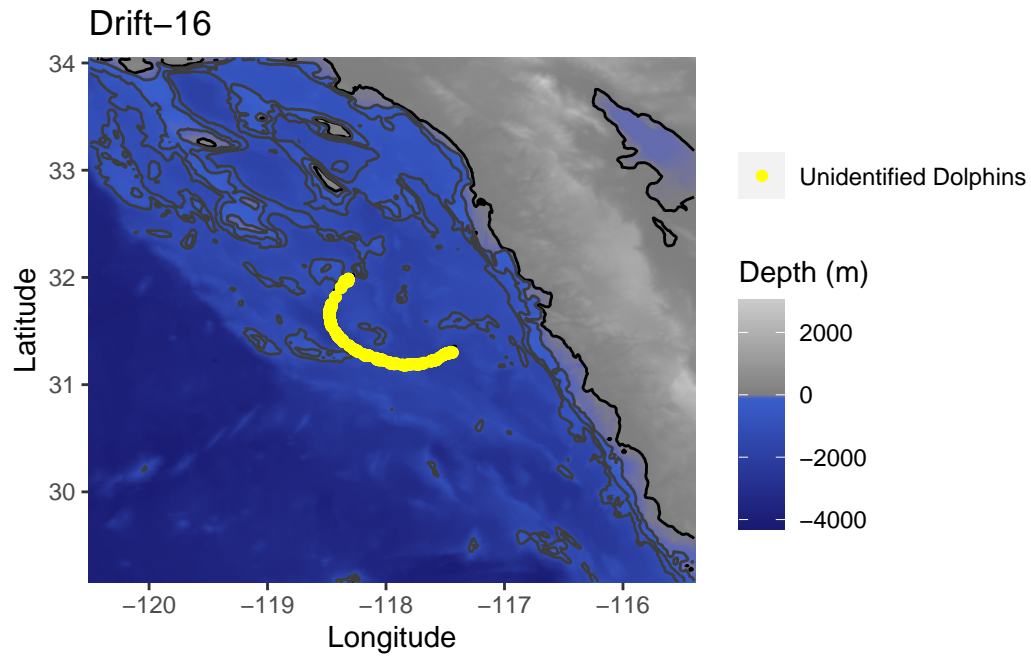 Drift−16
34
33
32
31
30
Latitude
−120
−119
−118
−117
−116
Longitude
Unidentified Dolphins
Depth (m)
2000
0
−2000
−4000